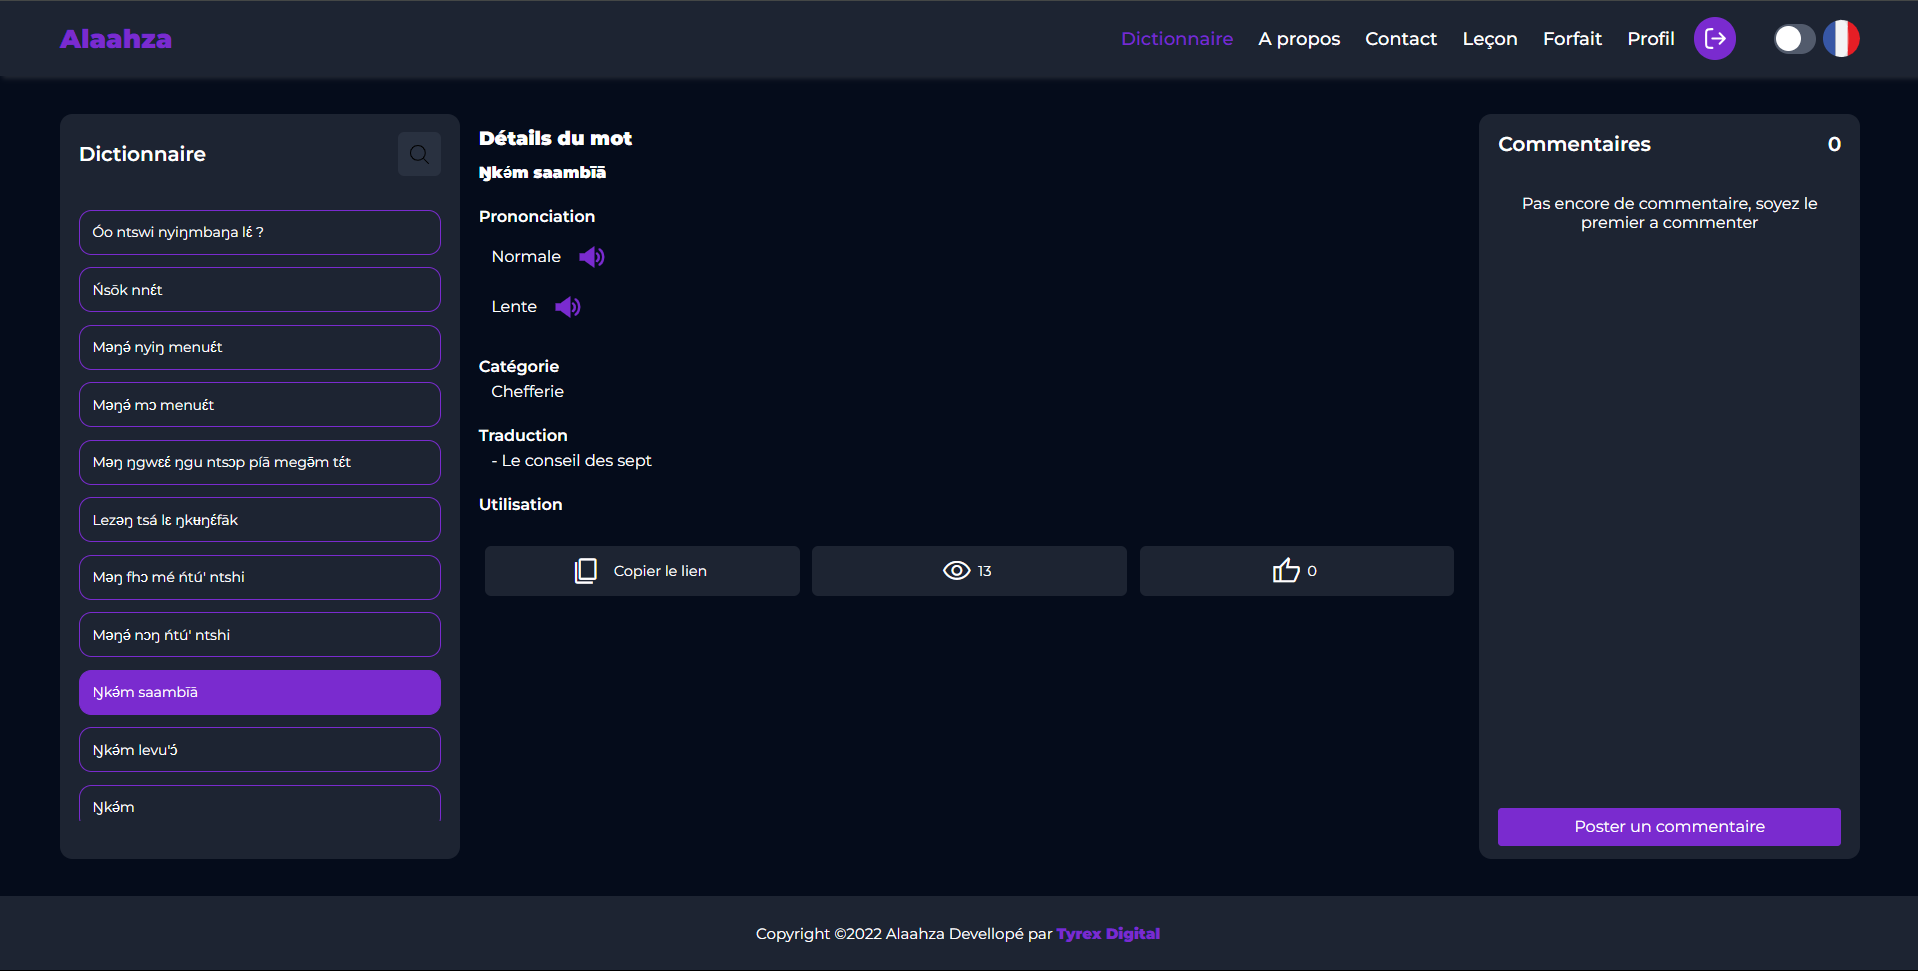 Alaahza
Dictionnaire
A propos
Contact
Leçon
Forfait
Profil
Dictionnaire
Óo ntswi nyiŋmbaŋa lɛ́ ?
Ńsōk nnɛ́t
Məŋə́ nyiŋ menuɛ́t
Məŋə́ mɔ menuɛ́t
Məŋ ŋgwɛɛ́ ŋgu ntsɔp píā megə̄m tɛ́t
Lezəŋ tsá lɛ ŋkʉŋɛ́fāk
Məŋ fhɔ mé ńtú' ntshi
Məŋə́ nɔŋ ńtú' ntshi
Ŋkə́m saambīā
Ŋkə́m levu'ɔ́
Ŋkə́m
Détails du mot
Ŋkə́m saambīā
Prononciation
Normale
Lente
Catégorie
Chefferie
Traduction
- Le conseil des sept
Utilisation
Copier le lien
13
0
Commentaires 0
Pas encore de commentaire, soyez le
premier a commenter
Poster un commentaire
Copyright ©2022 Alaahza Devellopé par Tyrex Digital